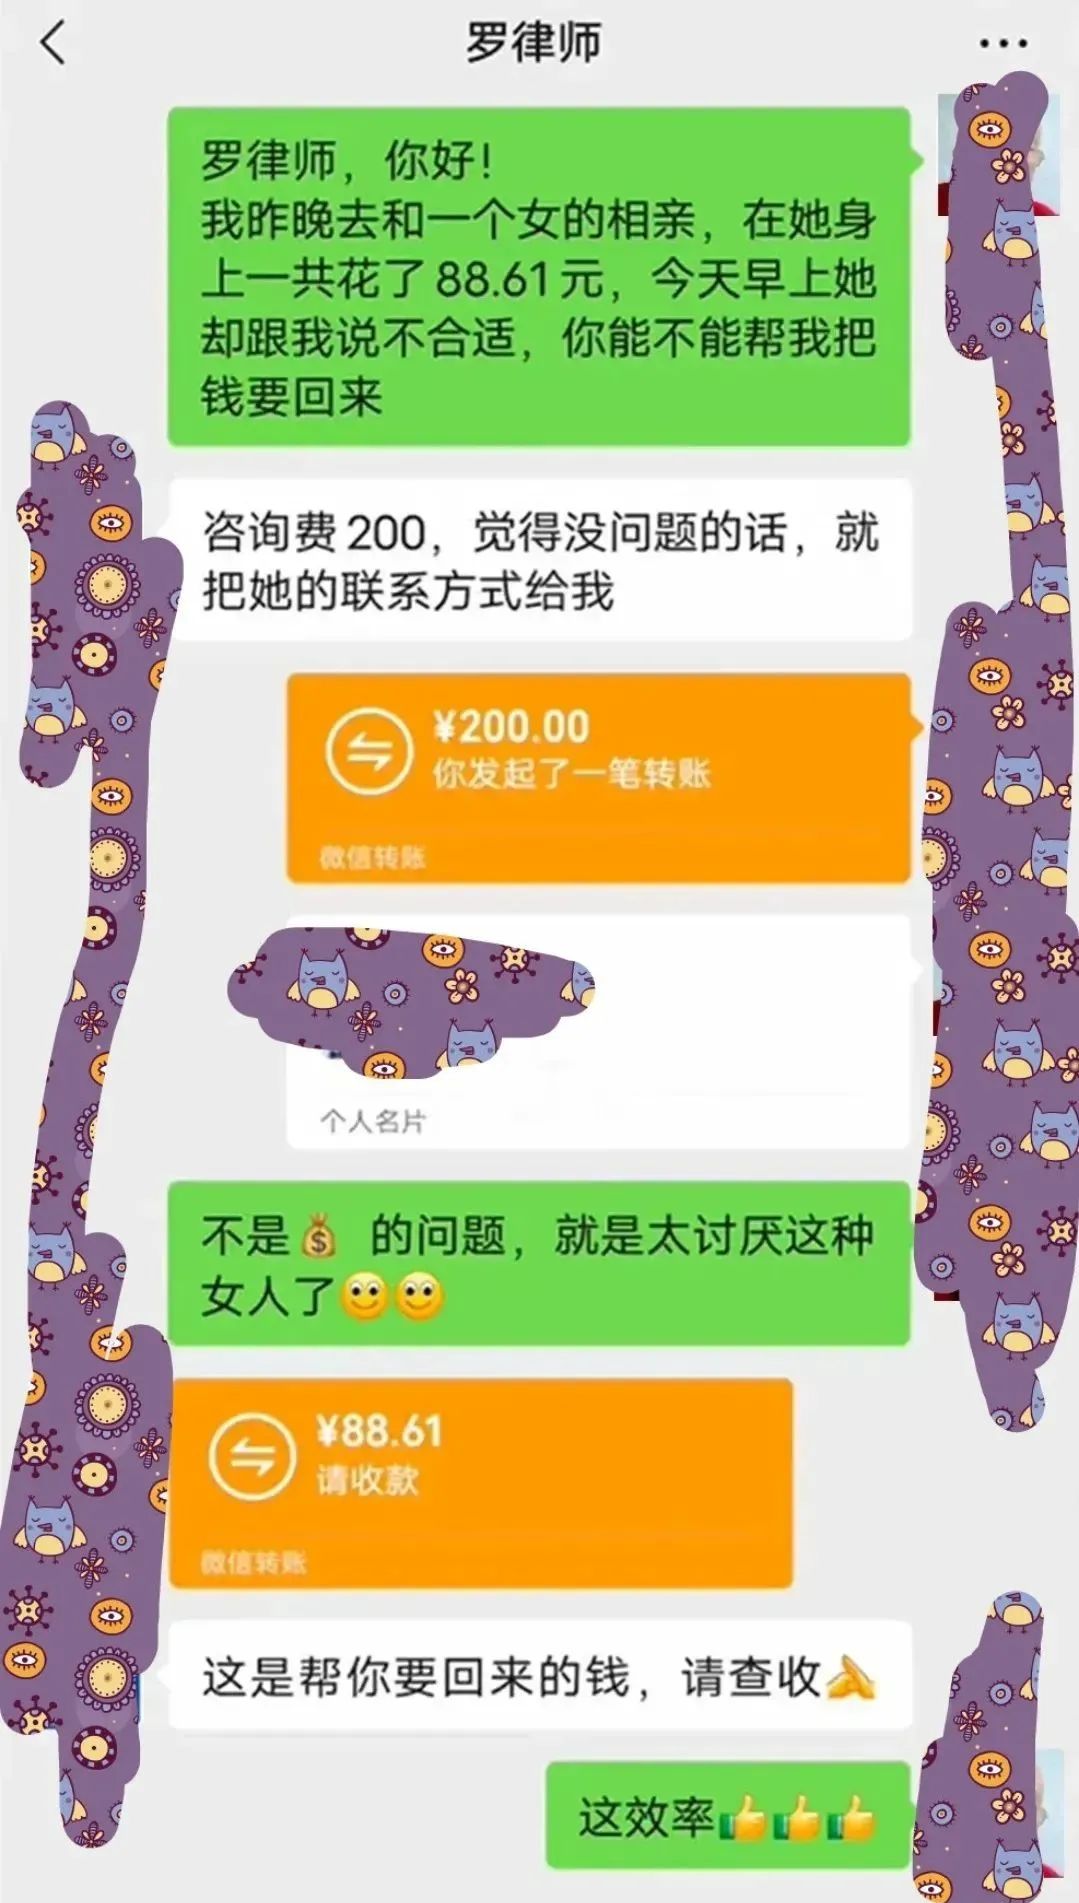 罗律师
罗律师，你好！
我昨晚去和一个女的相亲，在她身
上一共花了88.61元，今天早上她
却跟我说不合适，你能不能帮我把
钱要回来
咨询费200，觉得没问题的话，就
把她的联系方式给我
¥200.00
你发起了一笔转账
微信转账
个人名片
不是💰 的问题，就是太讨厌这种
女人了🙂🙂
¥88.61
请收款
微信转账
这是帮你要回来的钱，请查收🙏
这效率👍👍👍